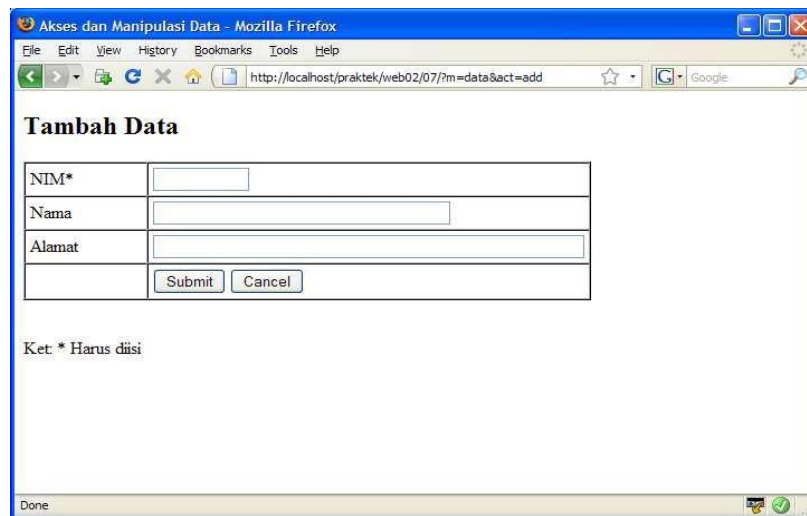 Akses dan Manipulasi Data - Mozilla Firefox
File Edit View History Bookmarks Tools Help
http://localhost/praktek/web02/07/?m=data&act=add G Google
Tambah Data
NIM*
Nama
Alamat
Submit Cancel
Ket: * Harus diisi
Done